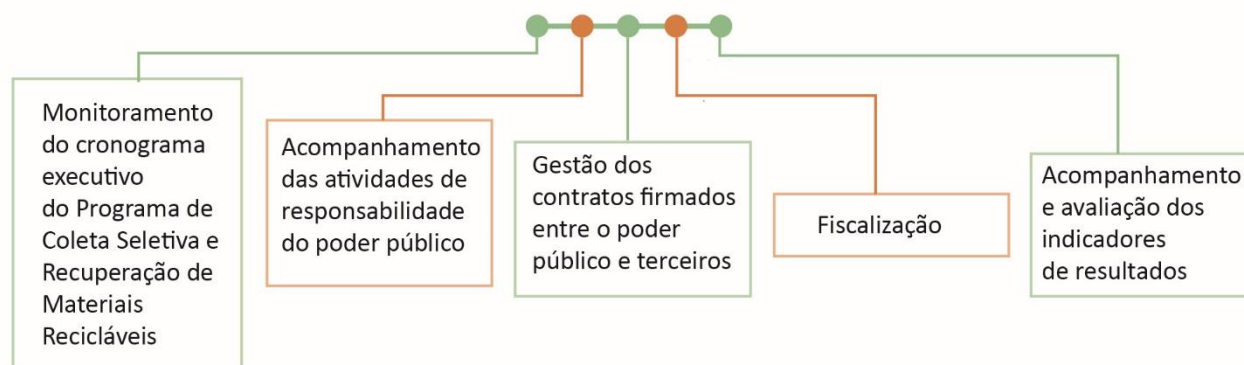 Monitoramento
do cronograma
executivo
do Programa de
Coleta Seletiva e
Recuperação de
Materiais
Recicláveis
Acompanhamento
das atividades de
responsabilidade
do poder público
Gestão dos
contratos firmados
entre o poder
público e terceiros
Fiscalização
Acompanhamento
e avaliação dos
indicadores
de resultados